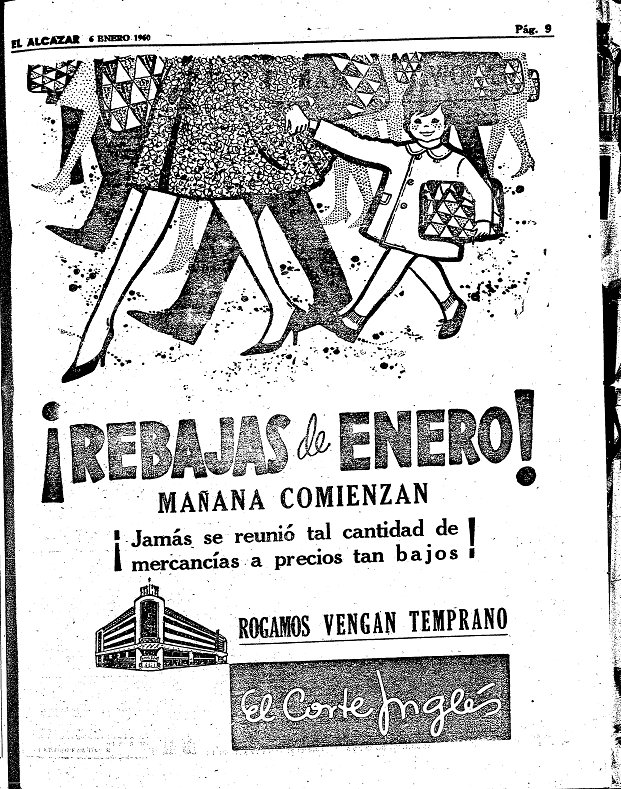 EL ALCAZAR 6 ENERO 1960
Pág. 9
¡REBAJAS de ENERO!
MAÑANA COMIENZAN
¡Jamás se reunió tal cantidad de
mercancías a precios tan bajos!
ROGAMOS VENGAN TEMPRANO
El Corte Inglés